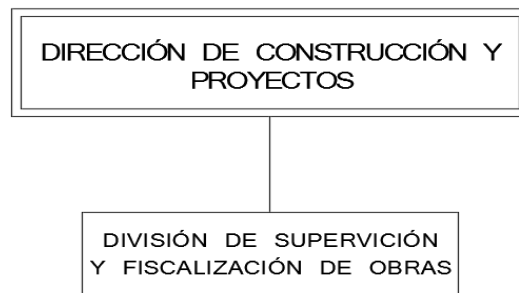 DIRECCIÓN DE CONSTRUCCIÓN Y
PROYECTOS
DIVISIÓN DE SUPERVICIÓN
Y FISCALIZACIÓN DE OBRAS